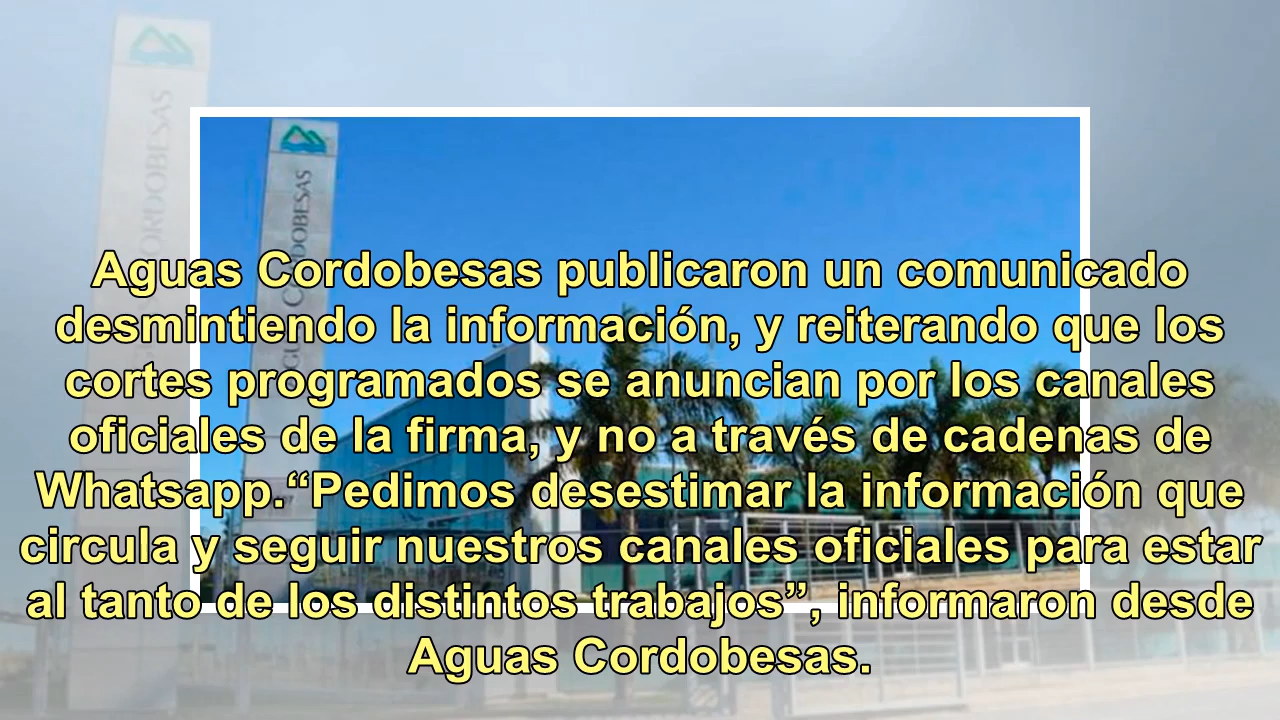 Aguas Cordobesas publicaron un comunicado
desmintiendo la información, y reiterando que los
cortes programados se anuncian por los canales
oficiales de la firma, y no a través de cadenas de
Whatsapp.“Pedimos desestimar la información que
circula y seguir nuestros canales oficiales para estar
al tanto de los distintos trabajos”, informaron desde
Aguas Cordobesas.